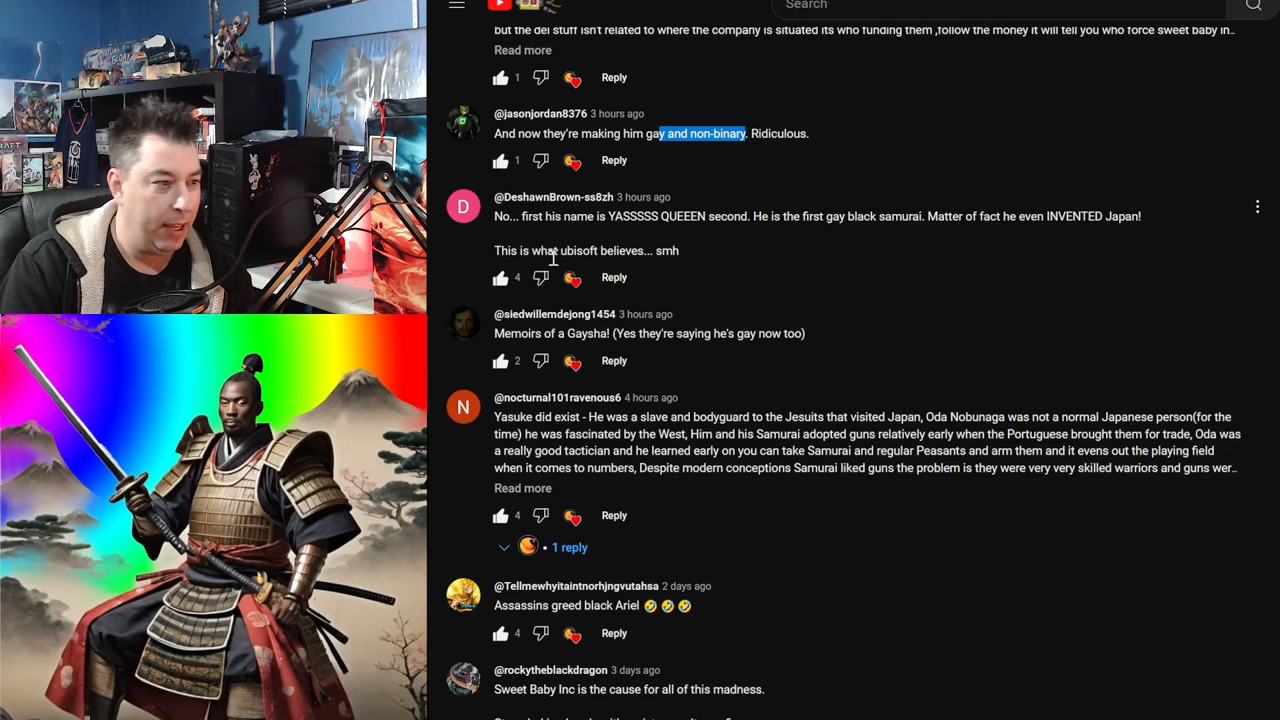 Search
but the dei stuff isn't related to where the company is situated its who funding them ,follow the money it will tell you who force sweet baby in...
Read more
1
Reply
@jasonjordan8376 3 hours ago
And now they're making him gay and non-binary. Ridiculous.
1
Reply
D
@DeshawnBrown-ss8zh 3 hours ago
No... first his name is YASSSSS QUEEEN second. He is the first gay black samurai. Matter of fact he even INVENTED Japan!
This is what ubisoft believes... smh
4
Reply
@siedwillemdejong1454 3 hours ago
Memoirs of a Gaysha! (Yes they're saying he's gay now too)
2
Reply
N
@nocturnal101ravenous6 4 hours ago
Yasuke did exist - He was a slave and bodyguard to the Jesuits that visited Japan, Oda Nobunaga was not a normal Japanese person(for the
time) he was fascinated by the West, Him and his Samurai adopted guns relatively early when the Portuguese brought them for trade, Oda was
a really good tactician and he learned early on you can take Samurai and regular Peasants and arm them and it evens out the playing field
when it comes to numbers, Despite modern conceptions Samurai liked guns the problem is they were very very skilled warriors and guns wer...
Read more
4
Reply
• 1 reply
@Tellmewhyitaintnorhjngvutahsa 2 days ago
Assassins greed black Ariel 🤣 🤣 🤣
4
Reply
@rockytheblackdragon 3 days ago
Sweet Baby Inc is the cause for all of this madness.